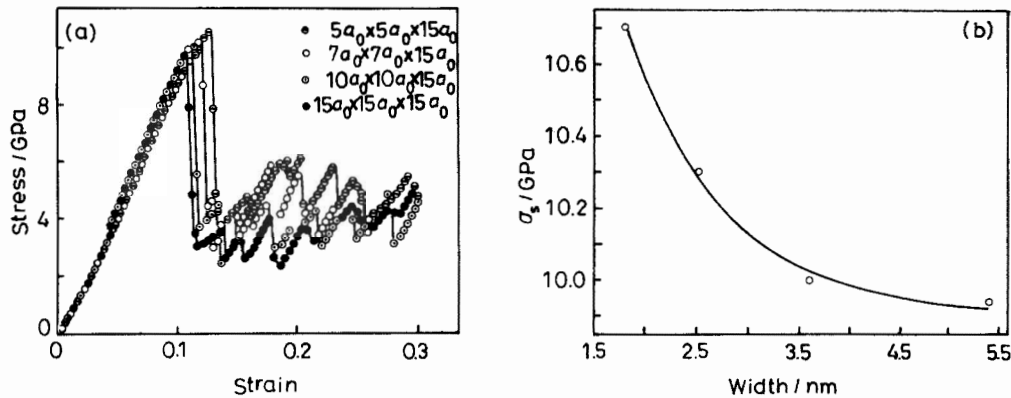 (a)
5a₀x5a₀x15a₀
7a₀x7a₀x15a₀
10a₀x10a₀x15a₀
15a₀x15a₀x15a₀
Stress / GPa
8
4
0
0 0.1 0.2 0.3
Strain
(b)
σₛ / GPa
10.6
10.4
10.2
10.0
1.5 2.5 3.5 4.5 5.5
Width / nm